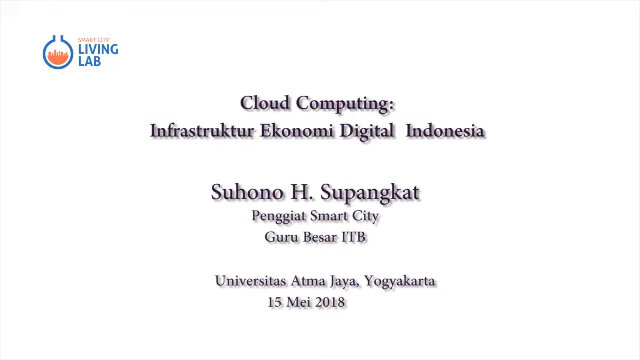 SMART CITY
LIVING
LAB
Cloud Computing:
Infrastruktur Ekonomi Digital Indonesia
Suhono H. Supangkat
Penggiat Smart City
Guru Besar ITB
Universitas Atma Jaya, Yogyakarta
15 Mei 2018